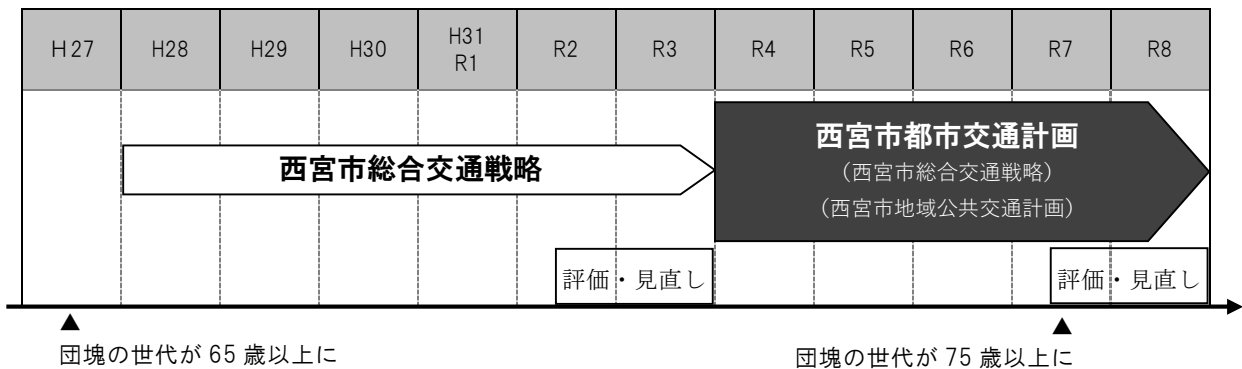 H27 H28 H29 H30 H31 R1 R2 R3 R4 R5 R6 R7 R8
西宮市総合交通戦略
西宮市都市交通計画
（西宮市総合交通戦略）
（西宮市地域公共交通計画）
評価・見直し
評価・見直し
▲ ▲
団塊の世代が 65 歳以上に
団塊の世代が 75 歳以上に